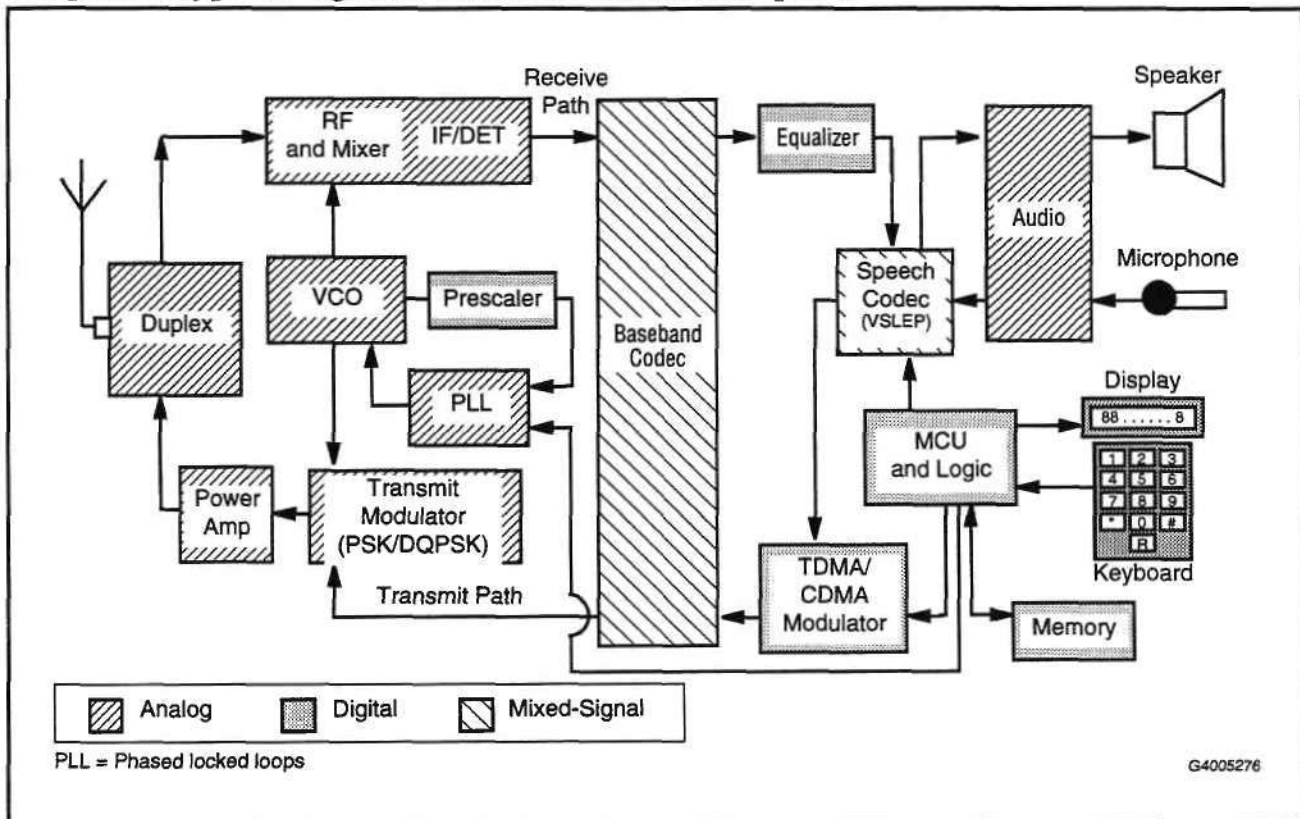 Receive
Path
Speaker
RF
and Mixer
IF/DET
Equalizer
Audio
Microphone
VCO
Prescaler
Speech
Codec
(VSLEP)
Duplex
Baseband
Codec
PLL
Display
88......8
MCU
and Logic
1 2 3
4 5 6
7 8 9
* 0 #
R
Keyboard
Power
Amp
Transmit
Modulator
(PSK/DQPSK)
TDMA/
CDMA
Modulator
Transmit Path
Memory
Analog
Digital
Mixed-Signal
PLL = Phased locked loops
G4005276